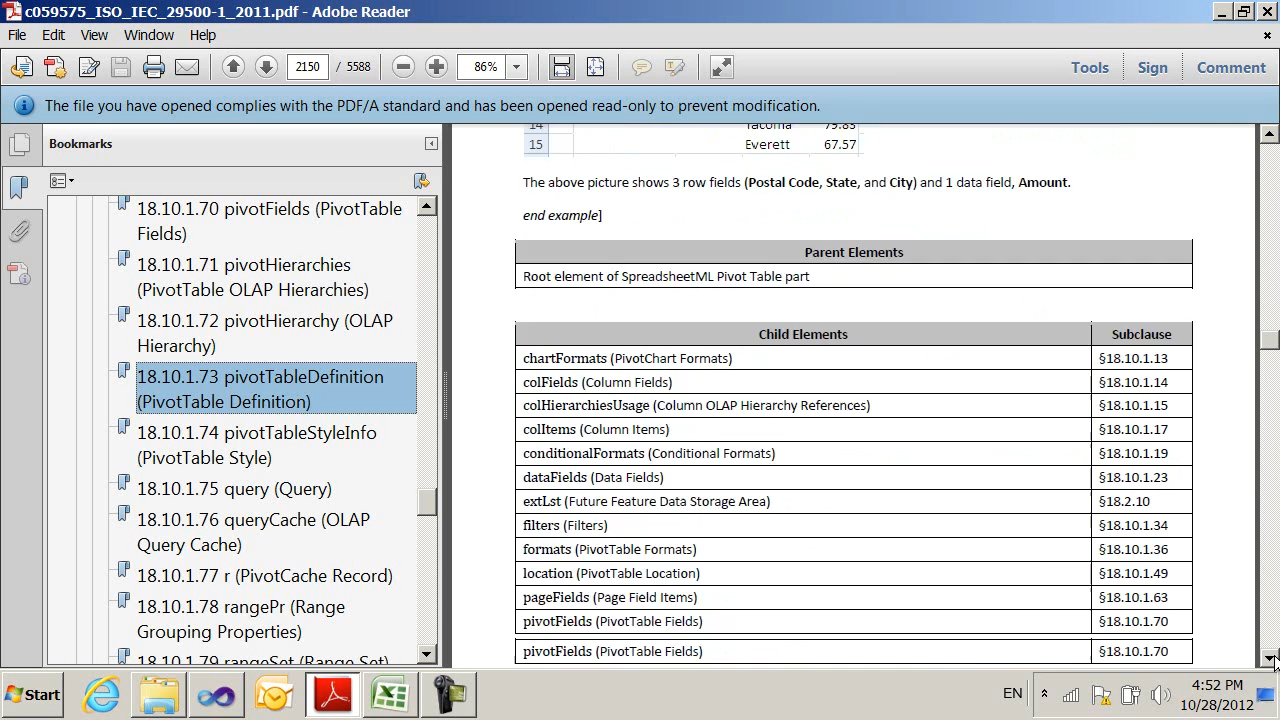 c059575_ISO_IEC_29500-1_2011.pdf - Adobe Reader
File Edit View Window Help
2150 / 5588 86% Tools Sign Comment
The file you have opened complies with the PDF/A standard and has been opened read-only to prevent modification.
Bookmarks
18.10.1.70 pivotFields (PivotTable
Fields)
18.10.1.71 pivotHierarchies
(PivotTable OLAP Hierarchies)
18.10.1.72 pivotHierarchy (OLAP
Hierarchy)
18.10.1.73 pivotTableDefinition
(PivotTable Definition)
18.10.1.74 pivotTableStyleInfo
(PivotTable Style)
18.10.1.75 query (Query)
18.10.1.76 queryCache (OLAP
Query Cache)
18.10.1.77 r (PivotCache Record)
18.10.1.78 rangePr (Range
Grouping Properties)
18.10.1.79 rangeSet (Range Set)
14 Tacoma 79.83
15 Everett 67.57
The above picture shows 3 row fields (Postal Code, State, and City) and 1 data field, Amount.
end example]
Parent Elements
Root element of SpreadsheetML Pivot Table part
Child Elements Subclause
chartFormats (PivotChart Formats) §18.10.1.13
colFields (Column Fields) §18.10.1.14
colHierarchiesUsage (Column OLAP Hierarchy References) §18.10.1.15
colItems (Column Items) §18.10.1.17
conditionalFormats (Conditional Formats) §18.10.1.19
dataFields (Data Fields) §18.10.1.23
extLst (Future Feature Data Storage Area) §18.2.10
filters (Filters) §18.10.1.34
formats (PivotTable Formats) §18.10.1.36
location (PivotTable Location) §18.10.1.49
pageFields (Page Field Items) §18.10.1.63
pivotFields (PivotTable Fields) §18.10.1.70
pivotFields (PivotTable Fields) §18.10.1.70
Start EN 4:52 PM
10/28/2012